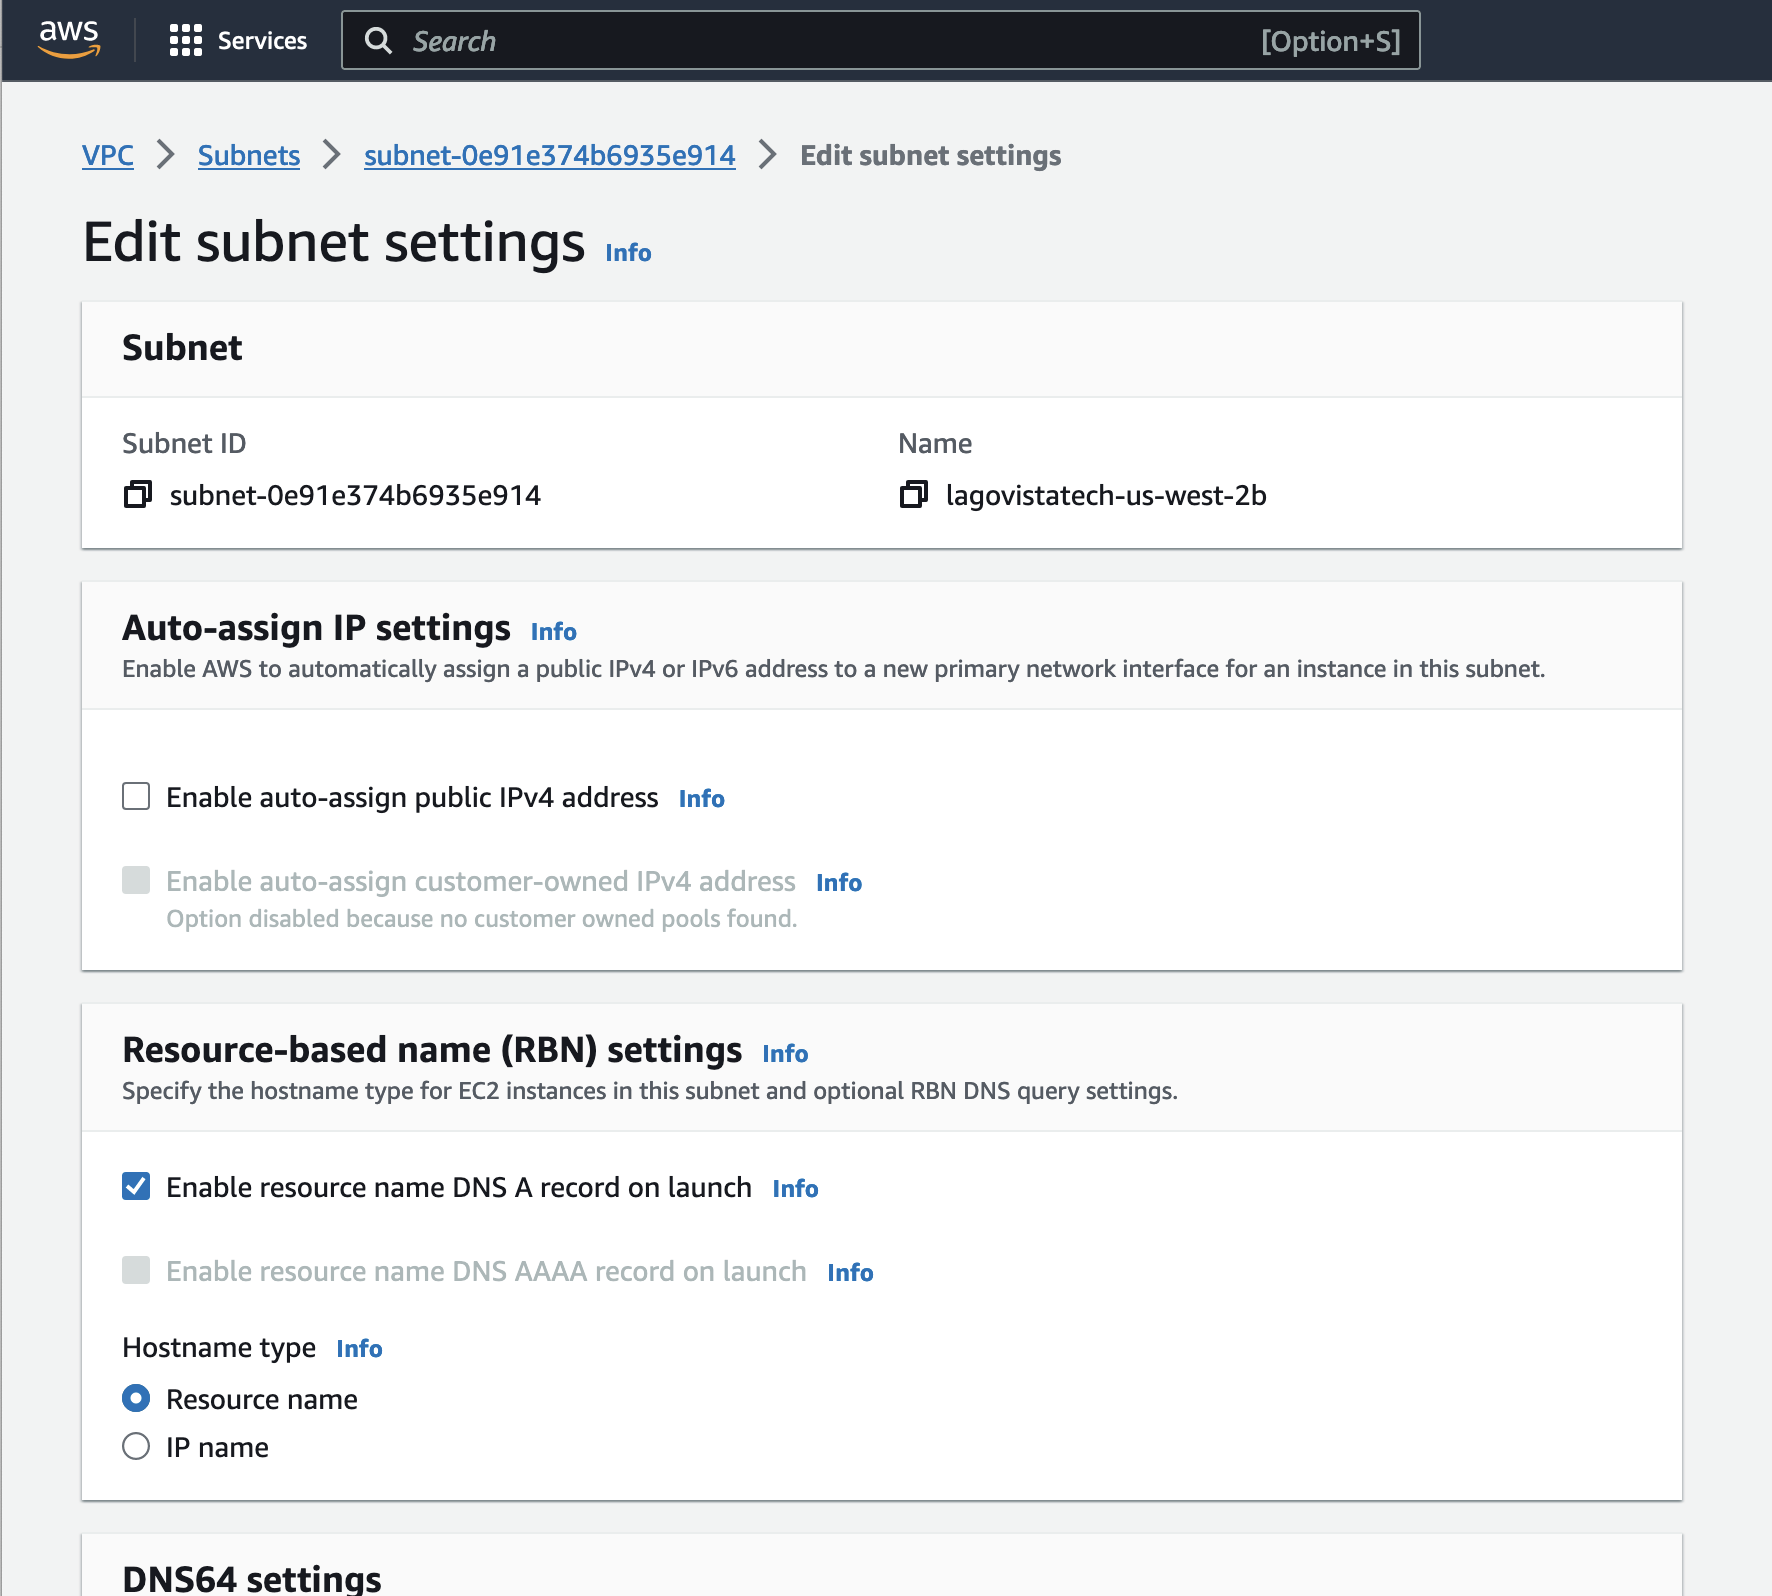 aws Services Search [Option+S]
VPC Subnets subnet-0e91e374b6935e914 Edit subnet settings
Edit subnet settings Info
Subnet
Subnet ID
subnet-0e91e374b6935e914
Name
lagovistatech-us-west-2b
Auto-assign IP settings Info
Enable AWS to automatically assign a public IPv4 or IPv6 address to a new primary network interface for an instance in this subnet.
Enable auto-assign public IPv4 address Info
Enable auto-assign customer-owned IPv4 address Info
Option disabled because no customer owned pools found.
Resource-based name (RBN) settings Info
Specify the hostname type for EC2 instances in this subnet and optional RBN DNS query settings.
Enable resource name DNS A record on launch Info
Enable resource name DNS AAAA record on launch Info
Hostname type Info
Resource name
IP name
DNS64 settings